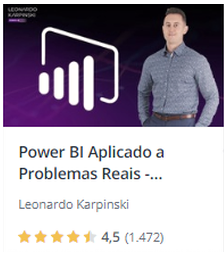 LEONARDO
KARPINSKI
Power BI Aplicado a
Problemas Reais -...
Leonardo Karpinski
4,5 (1.472)